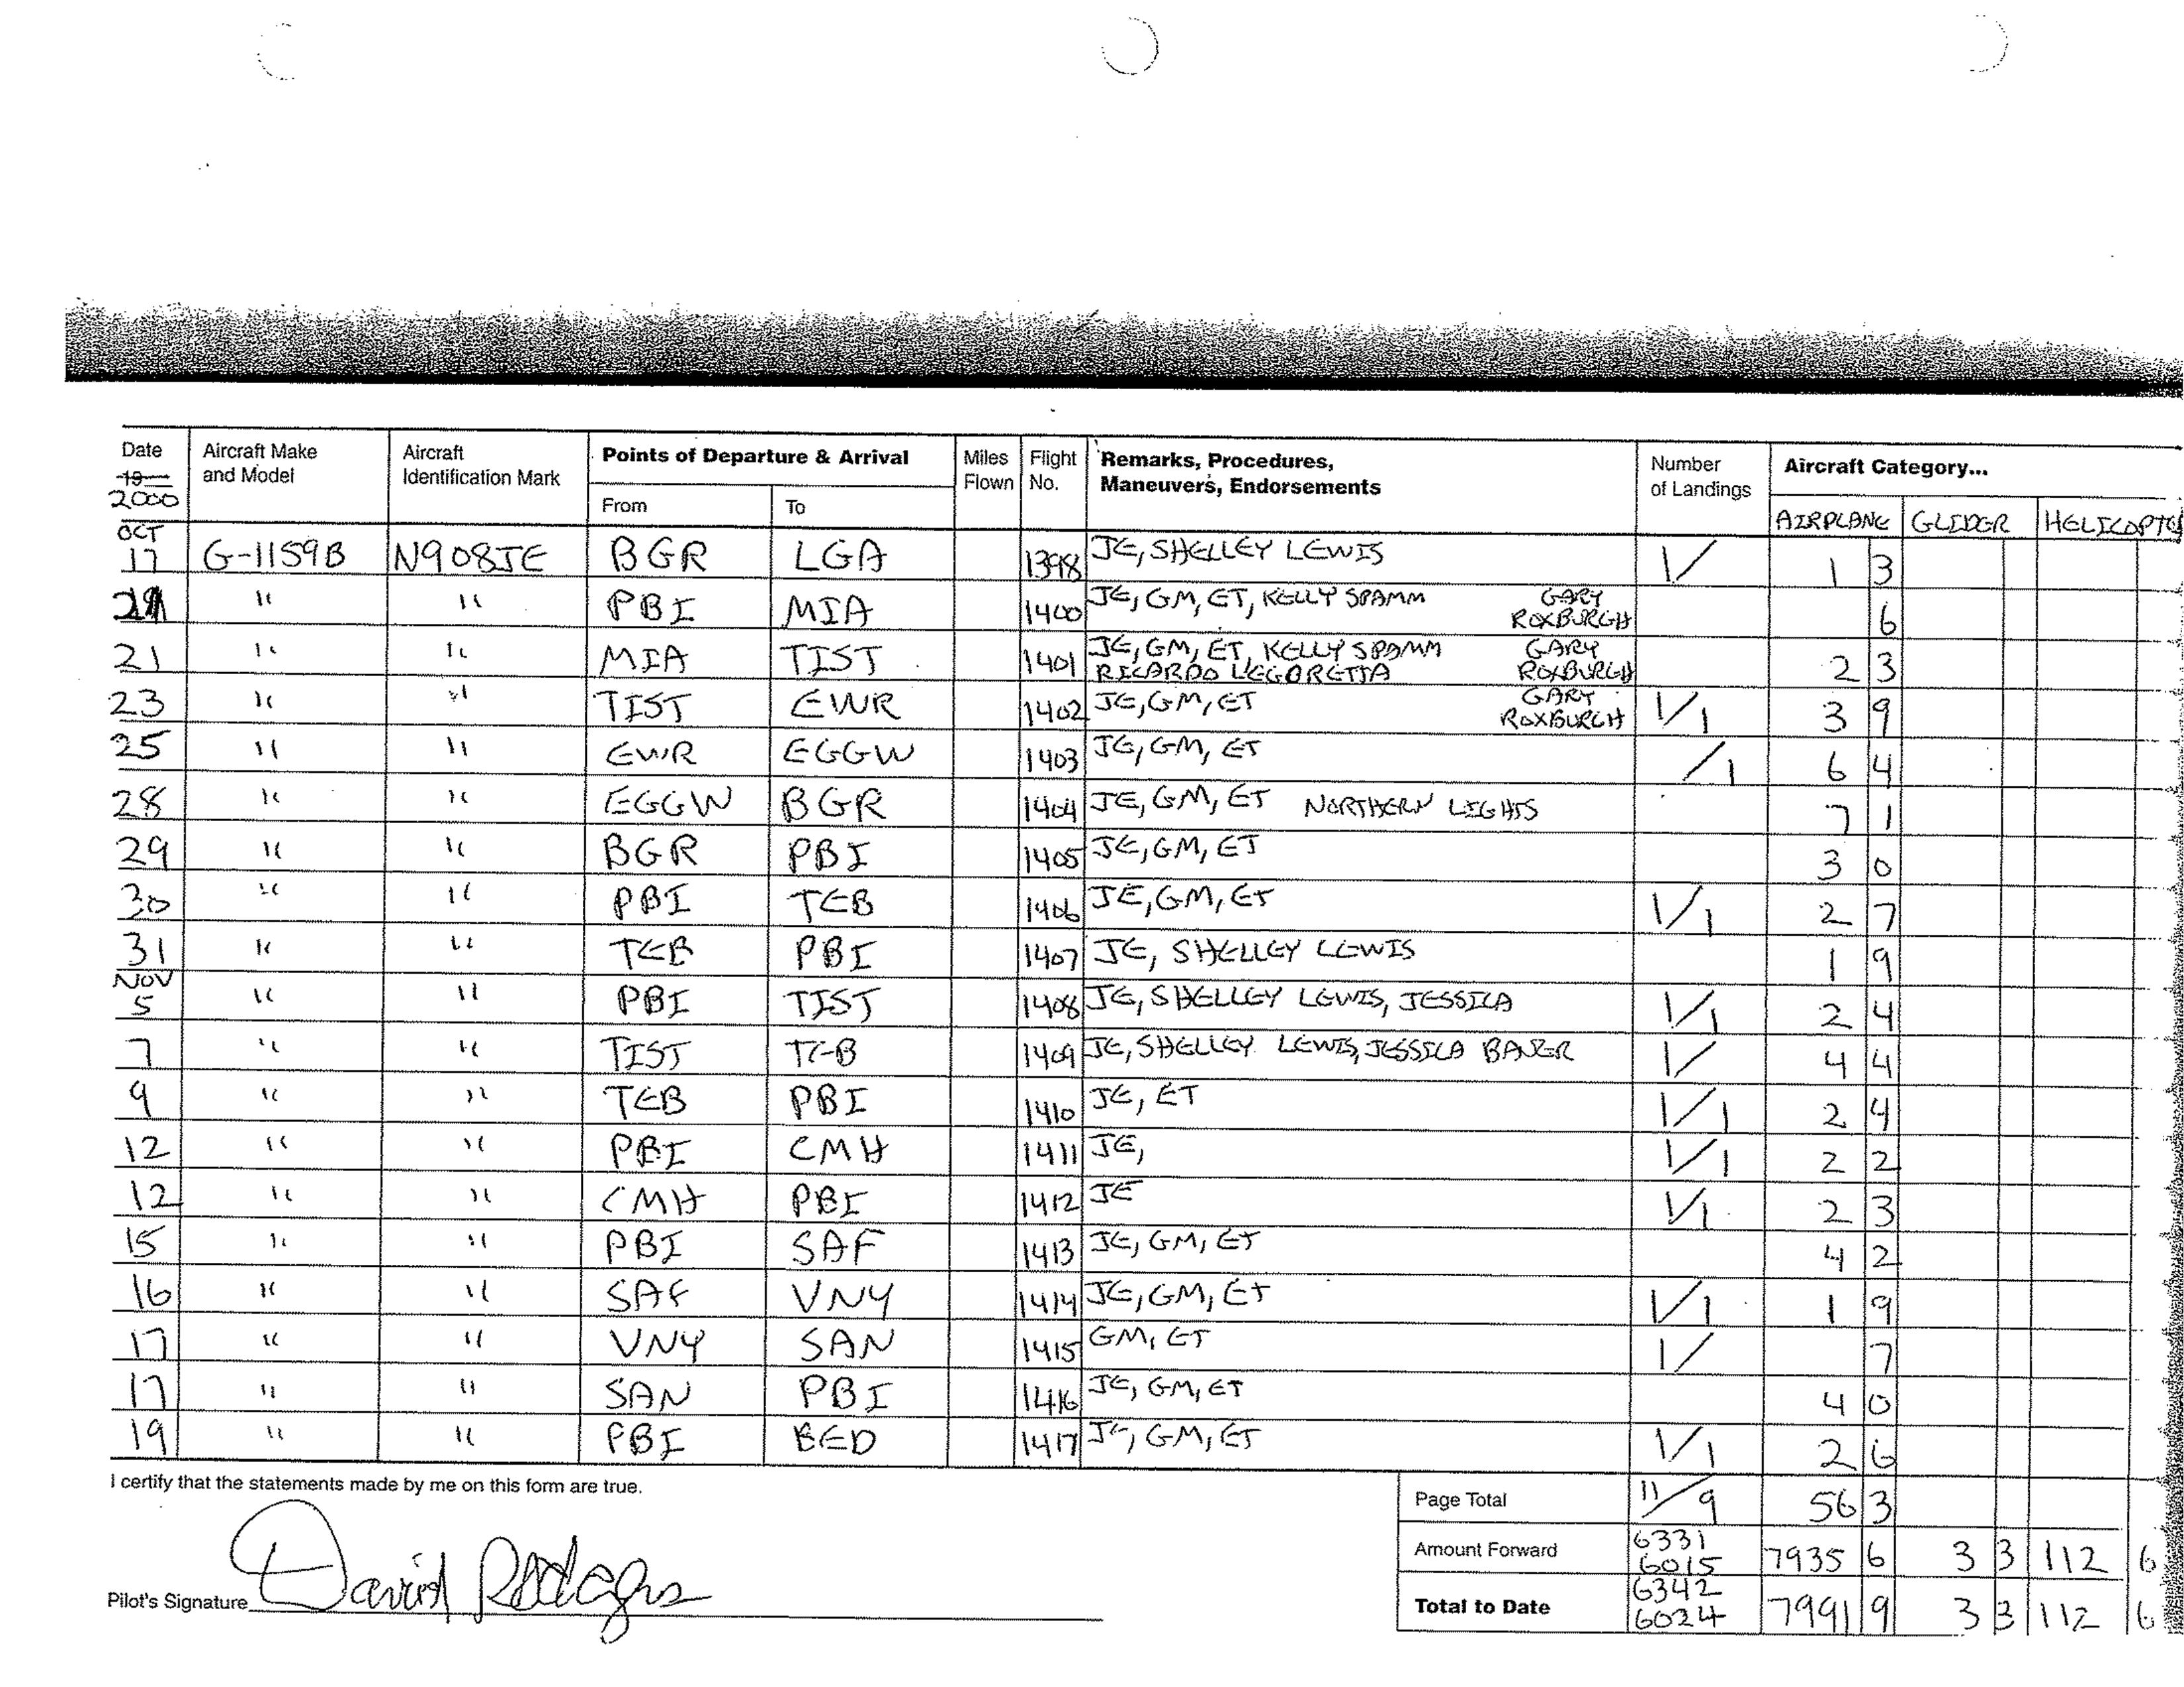 Date Aircraft Make Aircraft Points of Departure & Arrival Miles Flight Remarks, Procedures, Number Aircraft Category...
19 and Model Identification Mark Flown No. Maneuvers, Endorsements of Landings
2000 From To AIRPLANE GLIDER HELICOPTE
OCT
17 G-1159B N908JE BGR LGA 1398 JE, SHELLEY LEWIS 1/ 1 3
" " PBI MIA 1400 JE, GM, ET, KELLY SPAMM GARY ROXBURGH 6
21 " " MIA TIST 1401 JE, GM, ET, KELLY SPAMM GARY ROXBURGH 2 3
RICARDO LEGORETTA
23 " " TIST EWR 1402 JE, GM, ET GARY ROXBURGH 1/1 3 9
25 " " EWR EGGW 1403 JE, GM, ET /1 6 4
28 " " EGGW BGR 1404 JE, GM, ET NORTHERN LIGHTS 7 1
29 " " BGR PBI 1405 JE, GM, ET 3 0
30 " " PBI TEB 1406 JE, GM, ET 1/1 2 7
31 " " TEB PBI 1407 JE, SHELLEY LEWIS 1 9
NOV
5 " " PBI TIST 1408 JE, SHELLEY LEWIS, JESSICA 1/1 2 4
7 " " TIST TEB 1409 JE, SHELLEY LEWIS, JESSICA 1/ 4 4
9 " " TEB PBI 1410 JE, ET 1/1 2 4
12 " " PBI CMH 1411 JE, 1/1 2 2
12 " " CMH PBI 1412 JE 1/1 2 3
15 " " PBI SAF 1413 JE, GM, ET 4 2
16 " " SAF VNY 1414 JE, GM, ET 1/1 1 9
17 " " VNY SAN 1415 GM, ET 1/ 7
17 " " SAN PBI 1416 JE, GM, ET 4 0
19 " " PBI BED 1417 JE, GM, ET 1/1 2 6
I certify that the statements made by me on this form are true.
Page Total 11/9 56 3
Amount Forward 6331 6015 7935 6 3 3 112 6
Total to Date 6342 6024 7991 9 3 3 112 6
Pilot's Signature David Rodgers